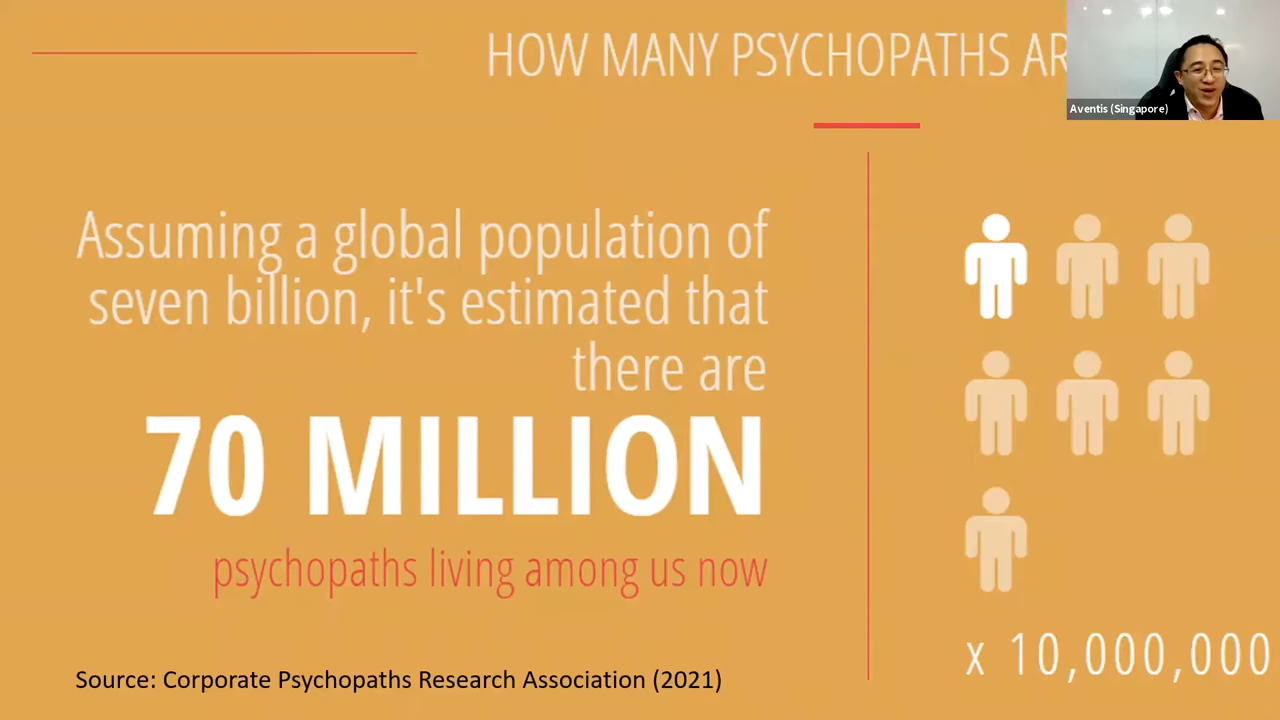 HOW MANY PSYCHOPATHS AR
Aventis (Singapore)
Assuming a global population of
seven billion, it's estimated that
there are
70 MILLION
psychopaths living among us now
x 10,000,000
Source: Corporate Psychopaths Research Association (2021)